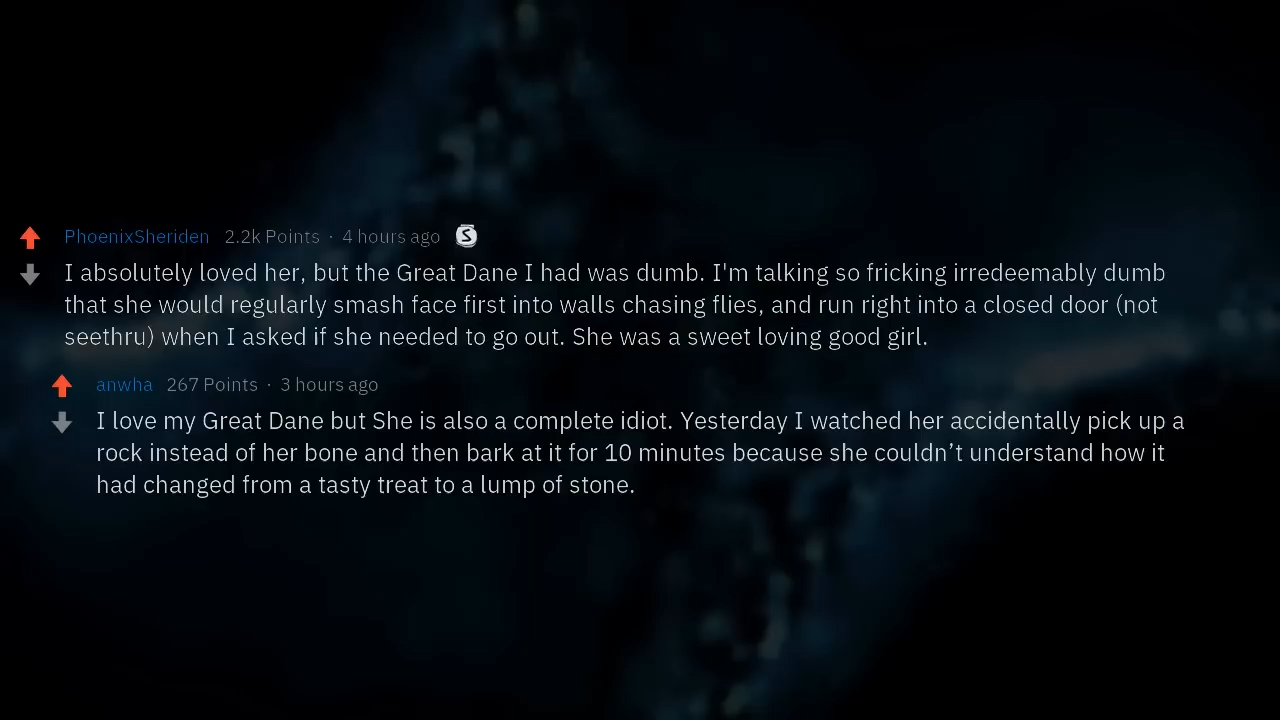 PhoenixSheriden 2.2k Points · 4 hours ago S
I absolutely loved her, but the Great Dane I had was dumb. I'm talking so fricking irredeemably dumb
that she would regularly smash face first into walls chasing flies, and run right into a closed door (not
seethru) when I asked if she needed to go out. She was a sweet loving good girl.
anwha 267 Points · 3 hours ago
I love my Great Dane but She is also a complete idiot. Yesterday I watched her accidentally pick up a
rock instead of her bone and then bark at it for 10 minutes because she couldn’t understand how it
had changed from a tasty treat to a lump of stone.